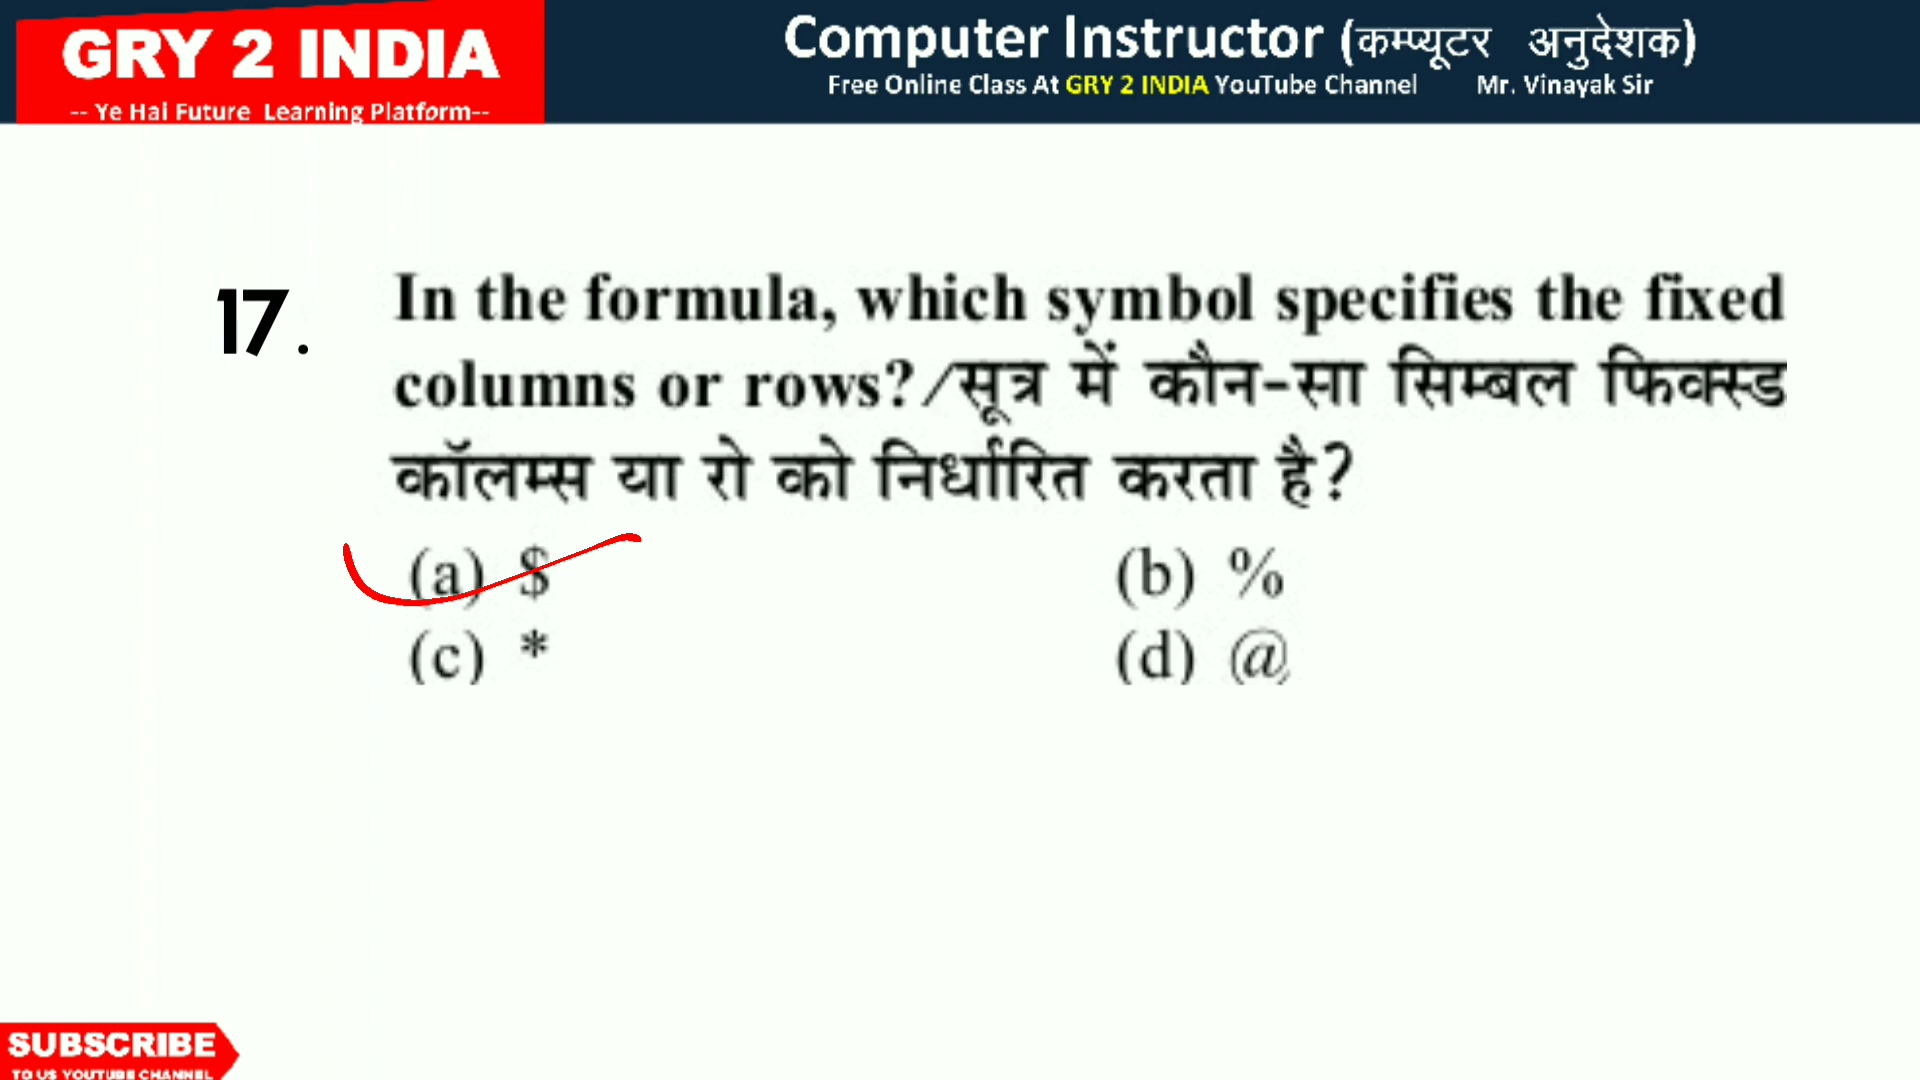 GRY 2 INDIA
-- Ye Hai Future Learning Platform--
Computer Instructor (कम्प्यूटर अनुदेशक)
Free Online Class At GRY 2 INDIA YouTube Channel Mr. Vinayak Sir
17. In the formula, which symbol specifies the fixed
columns or rows?/सूत्र में कौन-सा सिम्बल फिक्स्ड
कॉलम्स या रो को निर्धारित करता है?
(a) $ (b) %
(c) * (d) @
SUBSCRIBE
TO US YOUTUBE CHANNEL